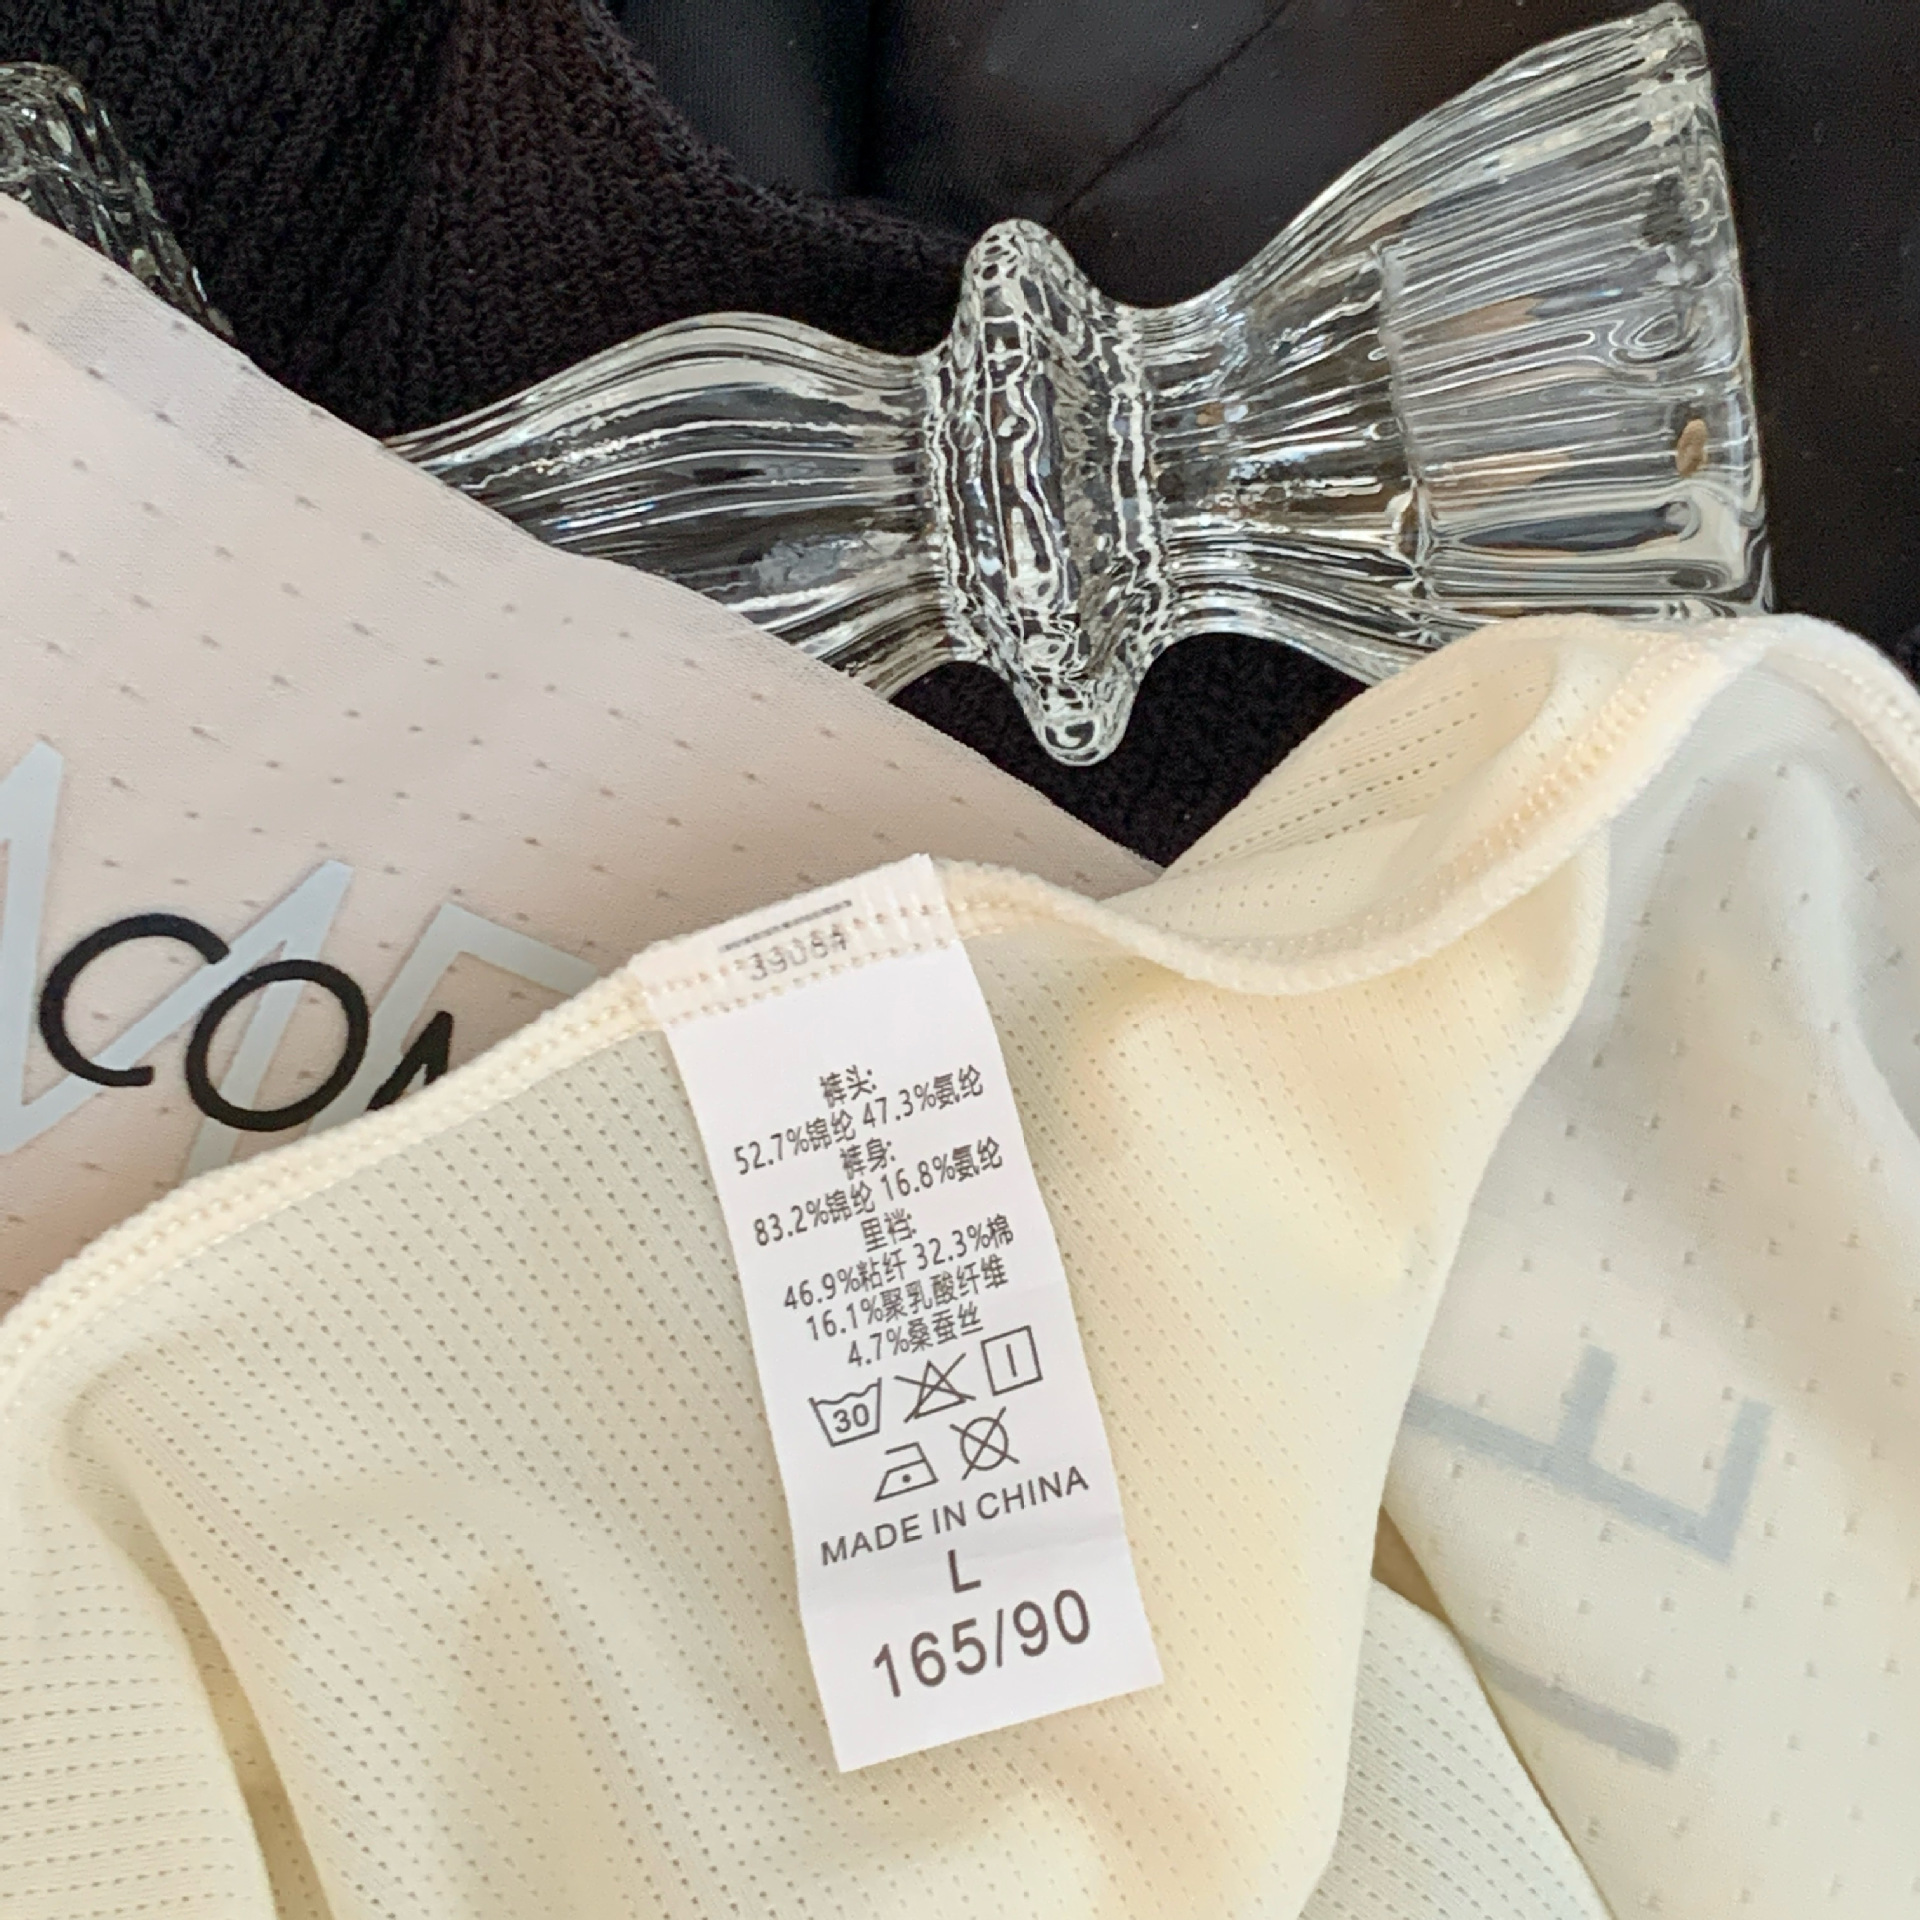 CO
39084
裤头:
52.7%锦纶 47.3%氨纶
裤身:
83.2%锦纶 16.8%氨纶
里裆:
46.9%粘纤 32.3%棉
16.1%聚乳酸纤维
4.7%桑蚕丝
30
MADE IN CHINA
L
165/90
E